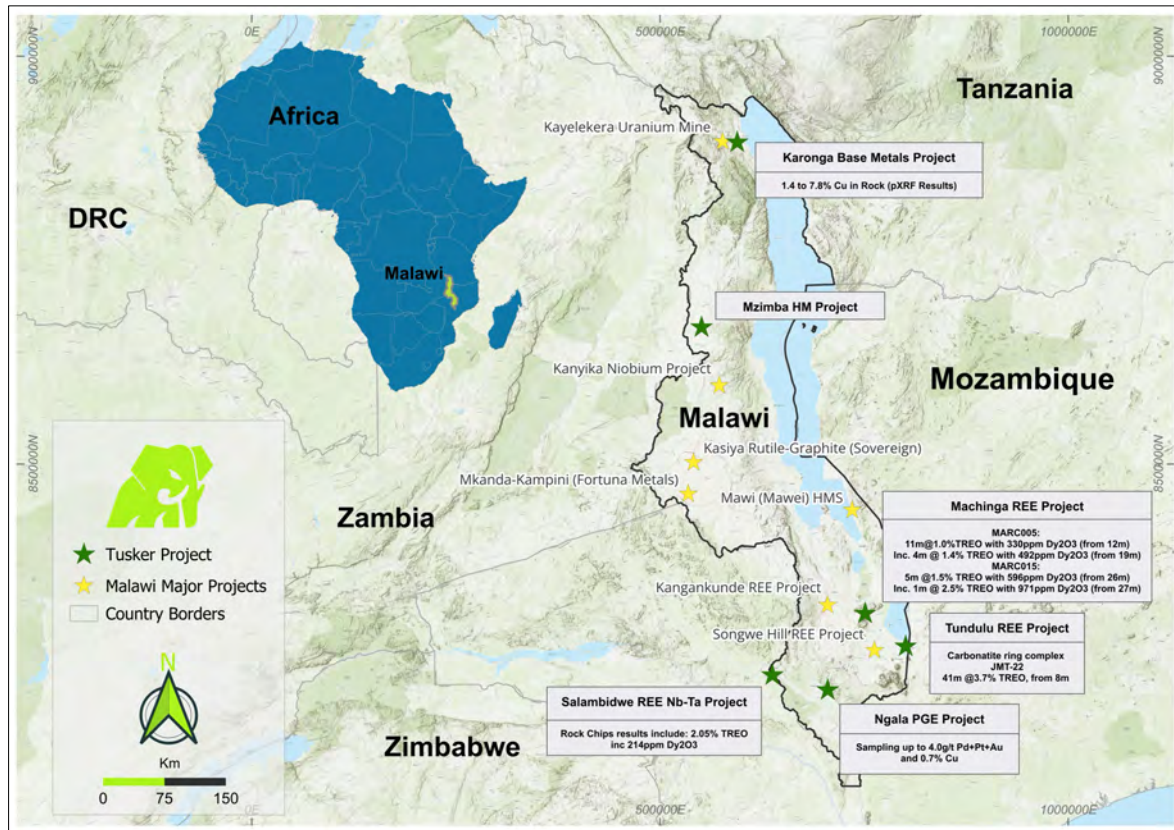 0E
500000E
1000000E
9000000N
9000000N
Tanzania
Africa
Kayelekera Uranium Mine
Karonga Base Metals Project
1.4 to 7.8% Cu in Rock (pXRF Results)
DRC
Malawi
Mzimba HM Project
Kanyika Niobium Project
Mozambique
Malawi
Kasiya Rutile-Graphite (Sovereign)
8500000N
8500000N
Mkanda-Kampini (Fortuna Metals)
Mawi (Mawei) HMS
Zambia
Machinga REE Project
MARC005:
11m@1.0%TREO with 330ppm Dy2O3 (from 12m)
Inc. 4m @ 1.4% TREO with 492ppm Dy2O3 (from 19m)
MARC015:
5m @1.5% TREO with 596ppm Dy2O3 (from 26m)
Inc. 1m @ 2.5% TREO with 971ppm Dy2O3 (from 27m)
Tusker Project
Malawi Major Projects
Country Borders
Kangankunde REE Project
Songwe Hill REE Project
Tundulu REE Project
Carbonatite ring complex
JMT-22
41m @3.7% TREO, from 8m
N
Salambidwe REE Nb-Ta Project
Rock Chips results include: 2.05% TREO
inc 214ppm Dy2O3
Ngala PGE Project
Sampling up to 4.0g/t Pd+Pt+Au
and 0.7% Cu
Zimbabwe
Km
0 75 150
500000E
1000000E